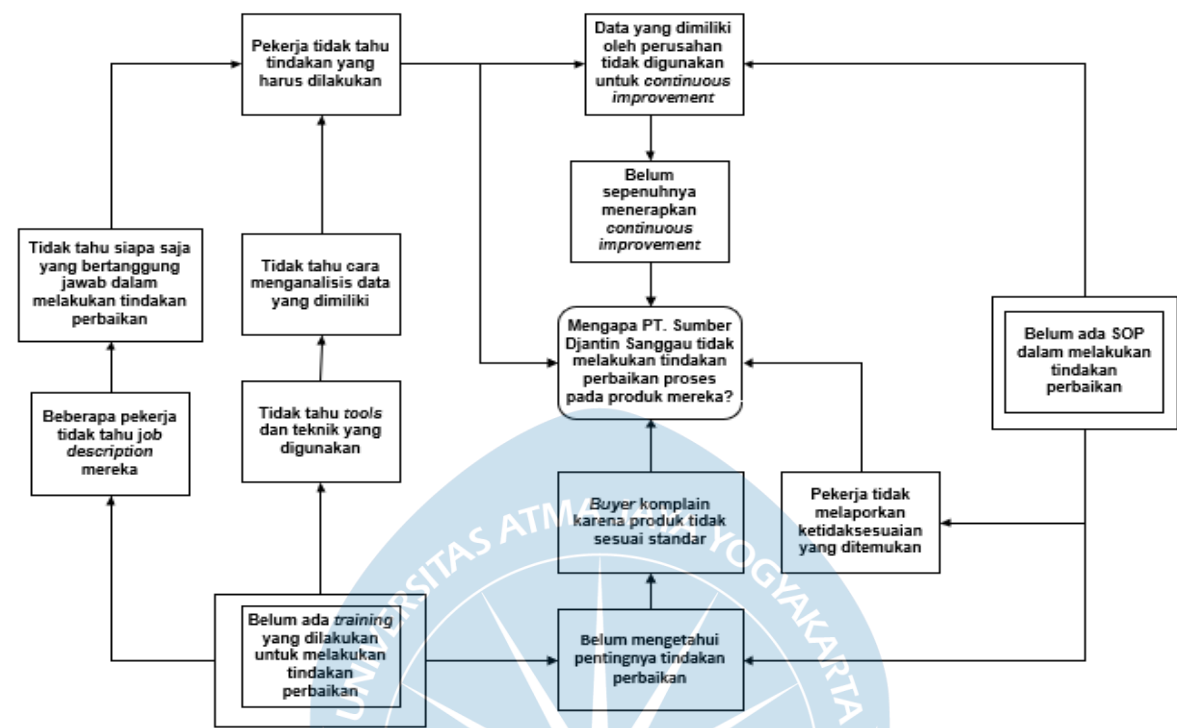 Pekerja tidak tahu
tindakan yang
harus dilakukan
Data yang dimiliki
oleh perusahan
tidak digunakan
untuk continuous
improvement
Belum
sepenuhnya
menerapkan
continuous
improvement
Tidak tahu siapa saja
yang bertanggung
jawab dalam
melakukan tindakan
perbaikan
Tidak tahu cara
menganalisis data
yang dimiliki
Mengapa PT. Sumber
Djantin Sanggau tidak
melakukan tindakan
perbaikan proses
pada produk mereka?
Belum ada SOP
dalam melakukan
tindakan
perbaikan
Beberapa pekerja
tidak tahu job
description
mereka
Tidak tahu tools
dan teknik yang
digunakan
Buyer komplain
karena produk tidak
sesuai standar
Pekerja tidak
melaporkan
ketidaksesuaian
yang ditemukan
Belum ada training
yang dilakukan
untuk melakukan
tindakan
perbaikan
Belum mengetahui
pentingnya tindakan
perbaikan
UNIVERSITAS ATMA JAYA YOGYAKARTA